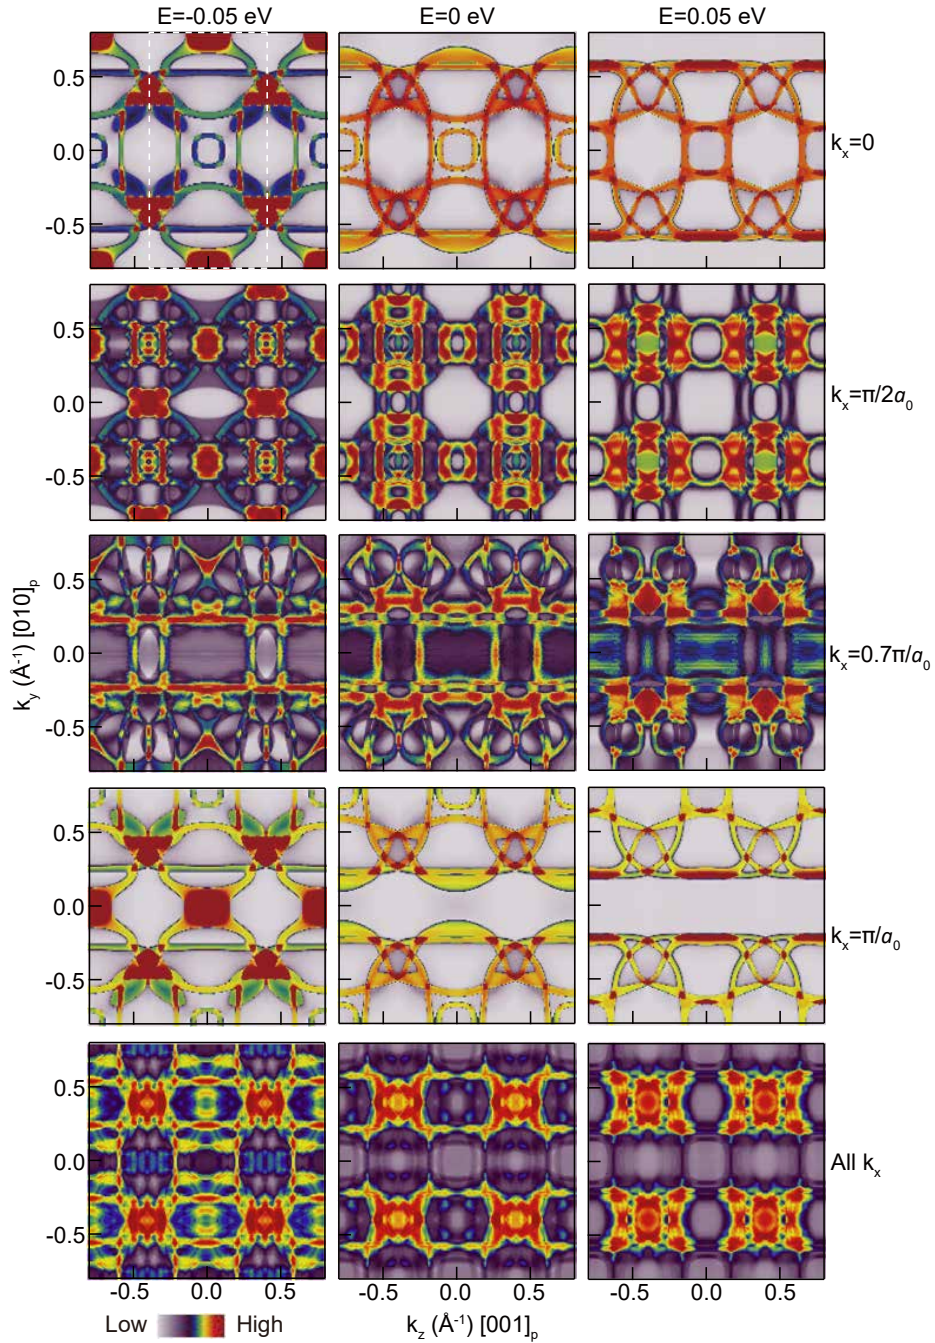 E=-0.05 eV E=0 eV E=0.05 eV
0.5
0.0
-0.5
k_x=0
0.5
0.0
-0.5
k_x=π/2a_0
0.5
0.0
-0.5
k_x=0.7π/a_0
k_y (Å⁻¹) [010]_p
0.5
0.0
-0.5
k_x=π/a_0
0.5
0.0
-0.5
All k_x
-0.5 0.0 0.5 -0.5 0.0 0.5 -0.5 0.0 0.5
Low High
k_z (Å⁻¹) [001]_p